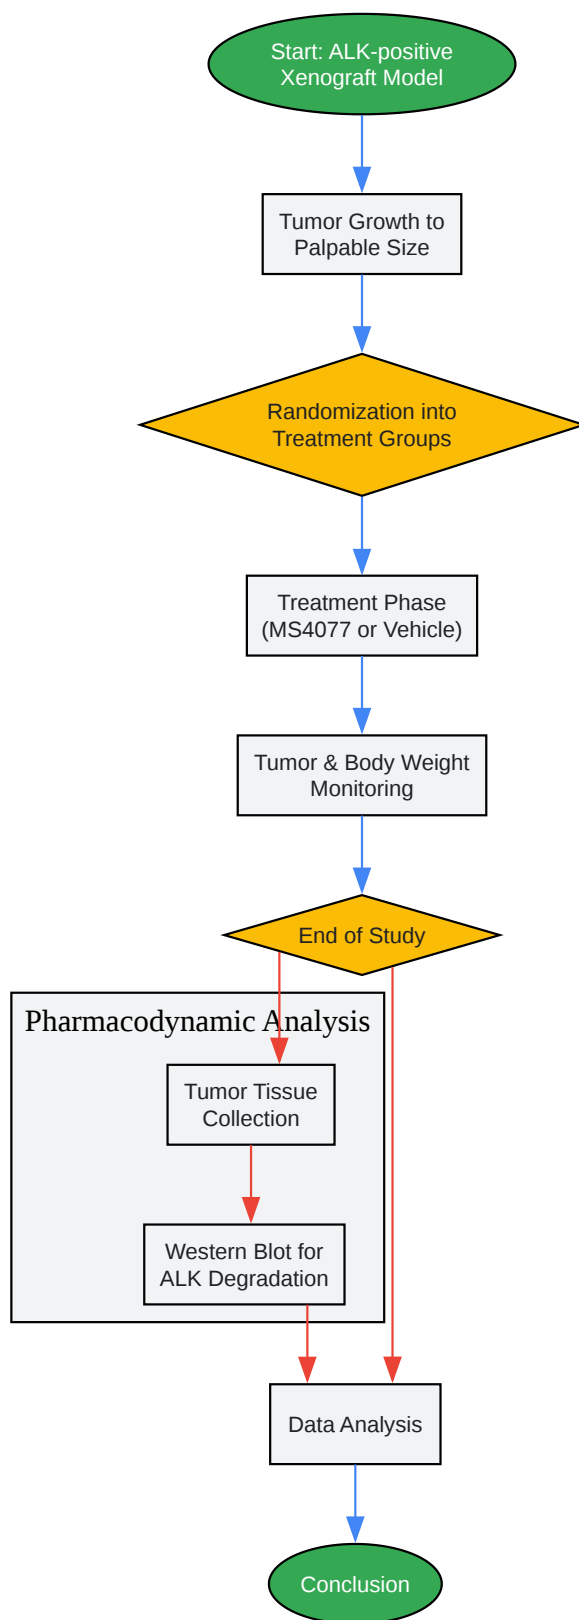 Start: ALK-positive
Xenograft Model
Tumor Growth to
Palpable Size
Randomization into
Treatment Groups
Treatment Phase
(MS4077 or Vehicle)
Tumor & Body Weight
Monitoring
End of Study
Pharmacodynamic Analysis
Tumor Tissue
Collection
Western Blot for
ALK Degradation
Data Analysis
Conclusion